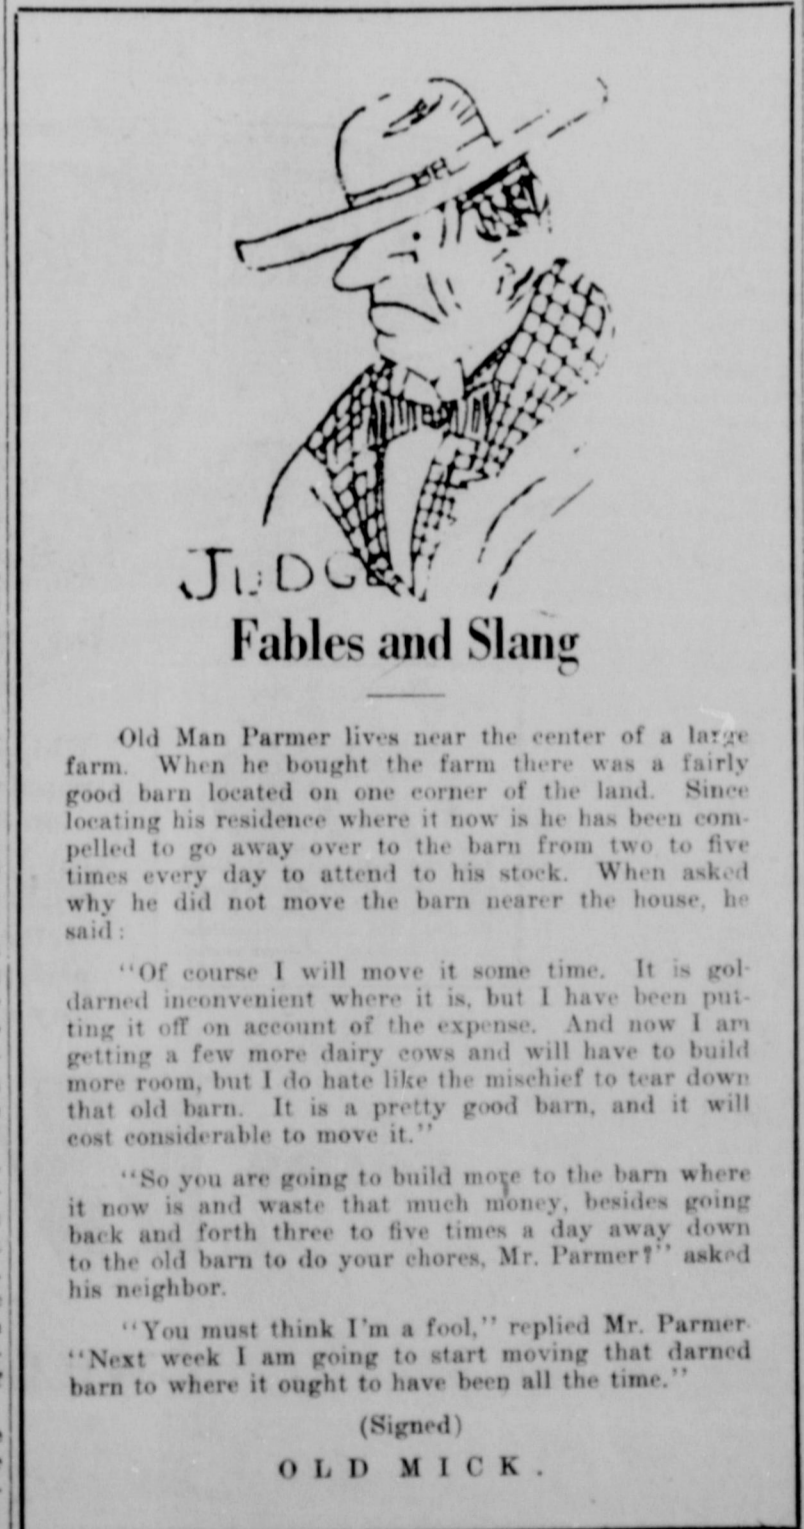 JUDGE
Fables and Slang
Old Man Parmer lives near the center of a large
farm. When he bought the farm there was a fairly
good barn located on one corner of the land. Since
locating his residence where it now is he has been com-
pelled to go away over to the barn from two to five
times every day to attend to his stock. When asked
why he did not move the barn nearer the house, he
said:
"Of course I will move it some time. It is gol-
darned inconvenient where it is, but I have been put-
ting it off on account of the expense. And now I am
getting a few more dairy cows and will have to build
more room, but I do hate like the mischief to tear down
that old barn. It is a pretty good barn, and it will
cost considerable to move it."
"So you are going to build more to the barn where
it now is and waste that much money, besides going
back and forth three to five times a day away down
to the old barn to do your chores, Mr. Parmer?" asked
his neighbor.
"You must think I'm a fool," replied Mr. Parmer.
"Next week I am going to start moving that darned
barn to where it ought to have been all the time."
(Signed)
OLD MICK.